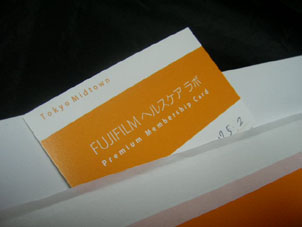 Tokyo Midtown
FUJIFILM ヘルスケア ラボ
Premium Membership Card